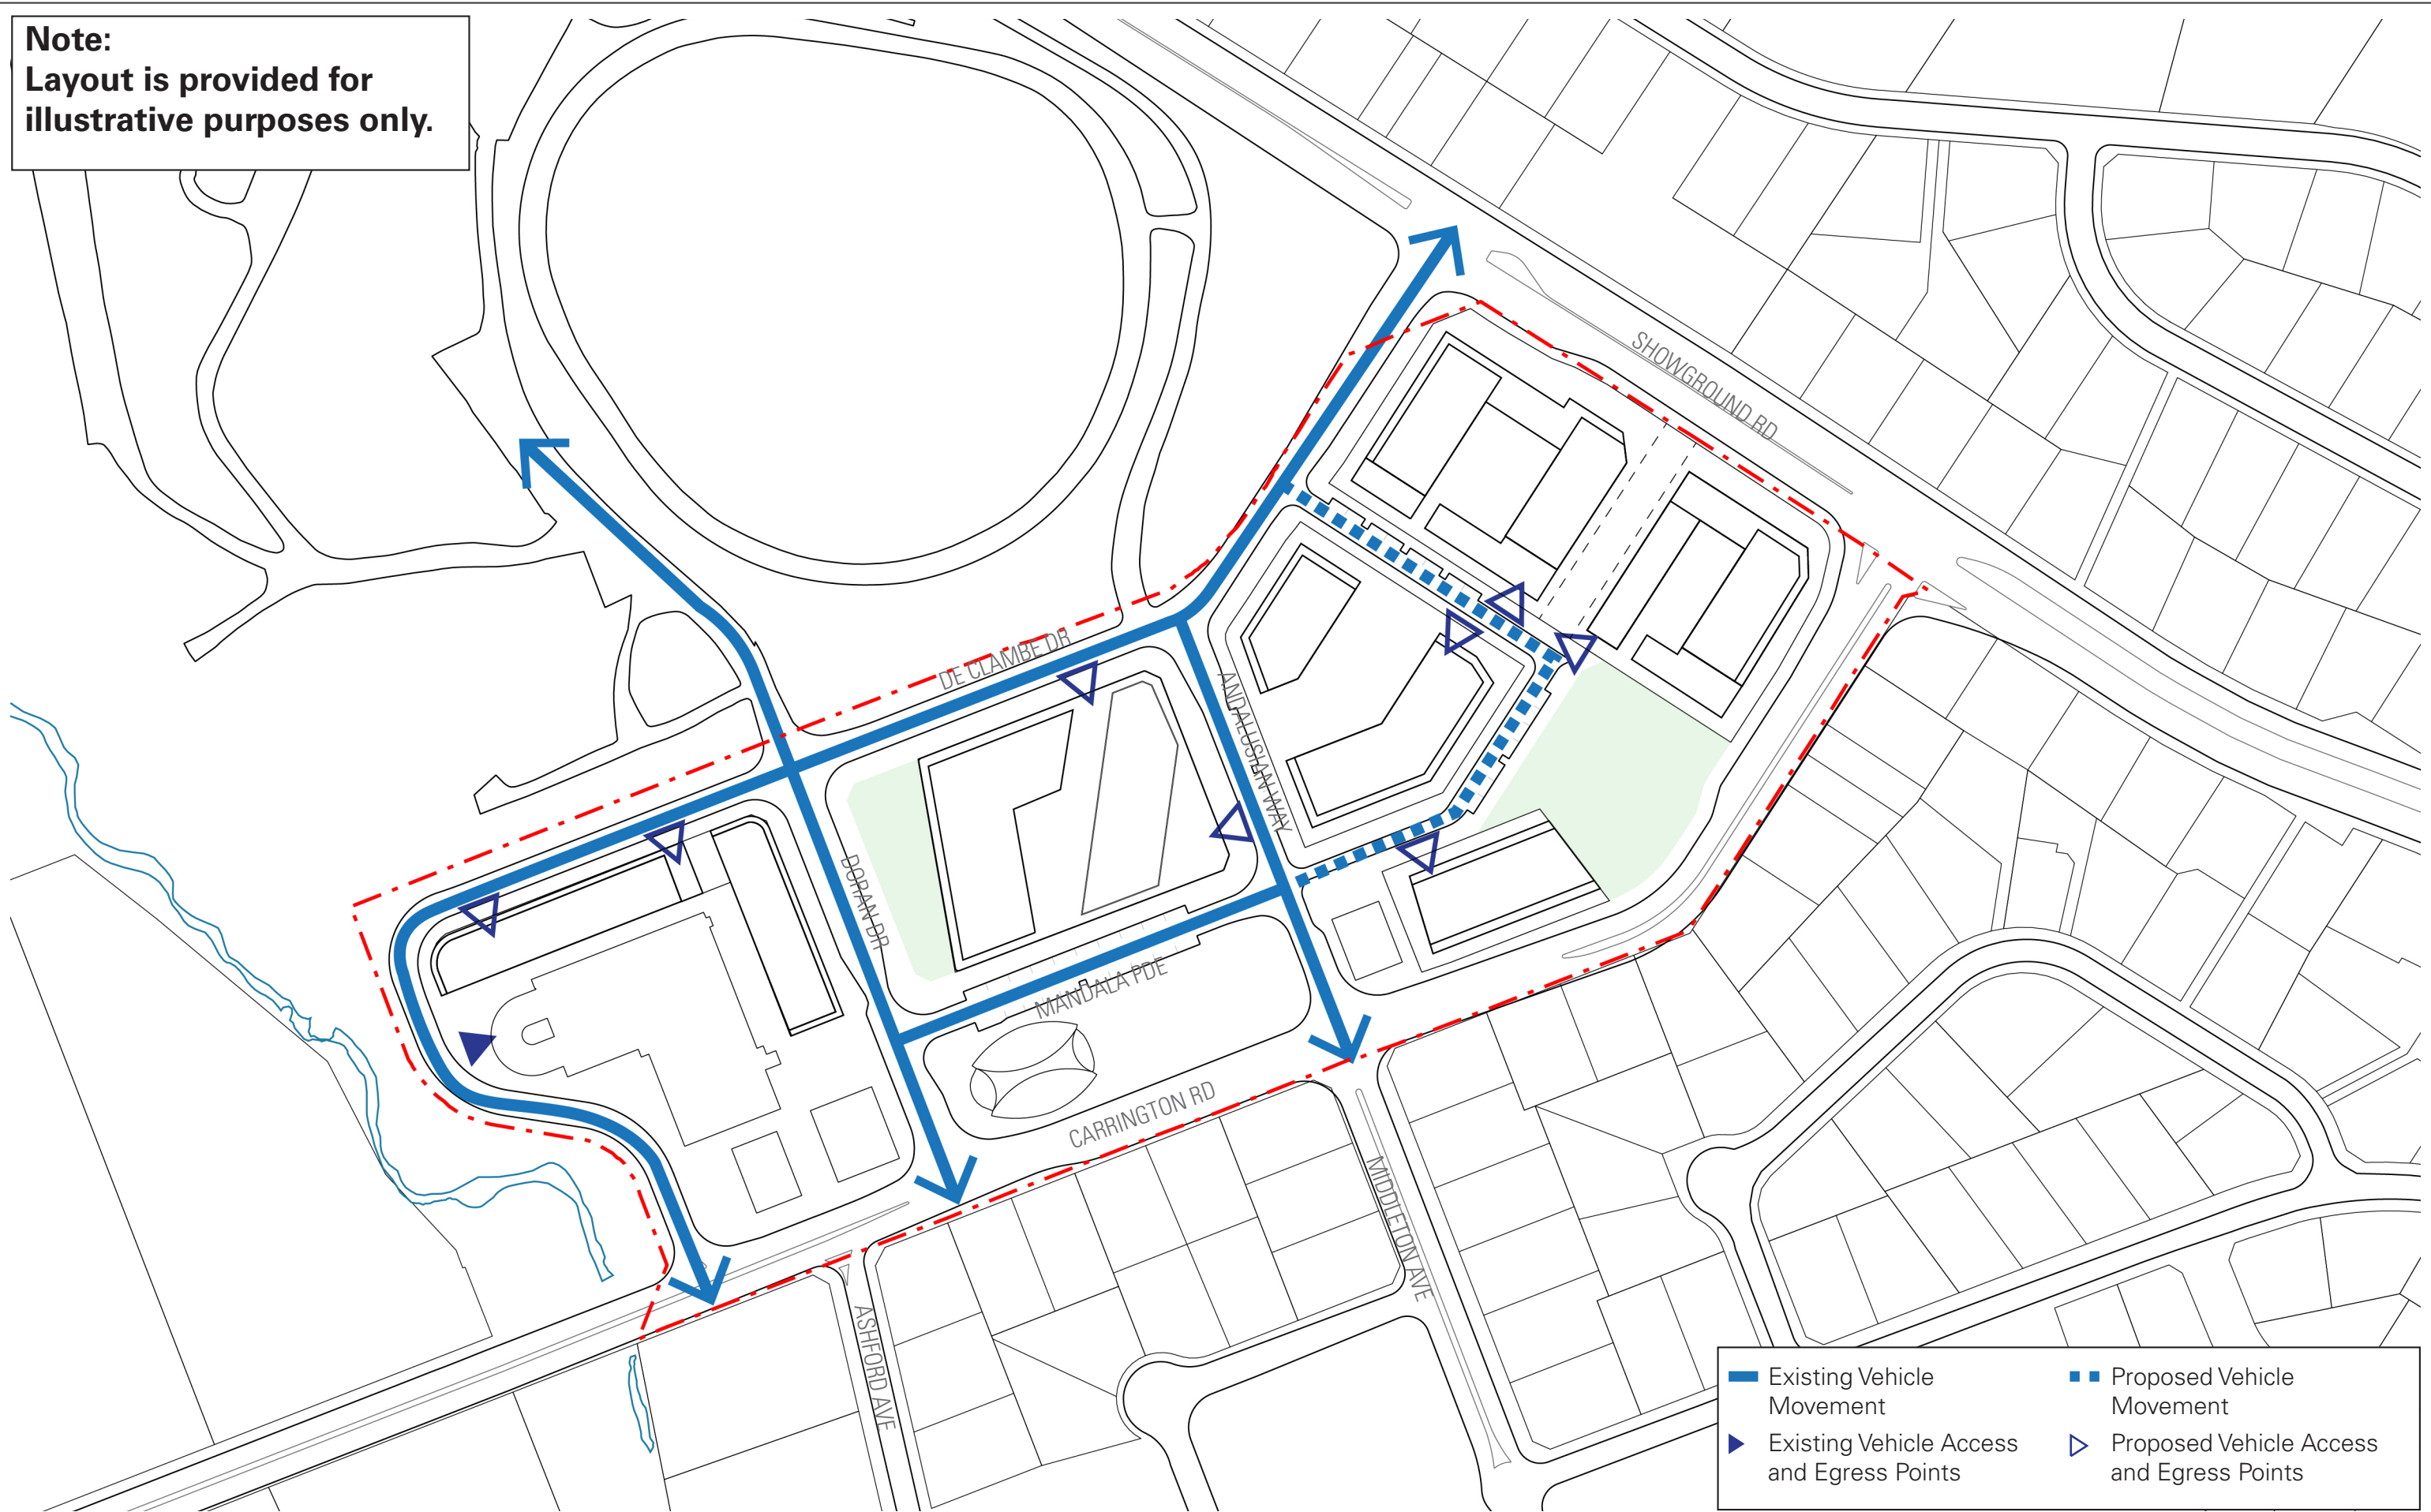 Note:
Layout is provided for
illustrative purposes only.
SHOWGROUND RD
DE CLAMBE DR
ANDALUSIAN WAY
DORAN DR
MANDALA PDE
CARRINGTON RD
MIDDLETON AVE
ASHFORD AVE
Existing Vehicle
Movement
Existing Vehicle Access
and Egress Points
Proposed Vehicle
Movement
Proposed Vehicle Access
and Egress Points